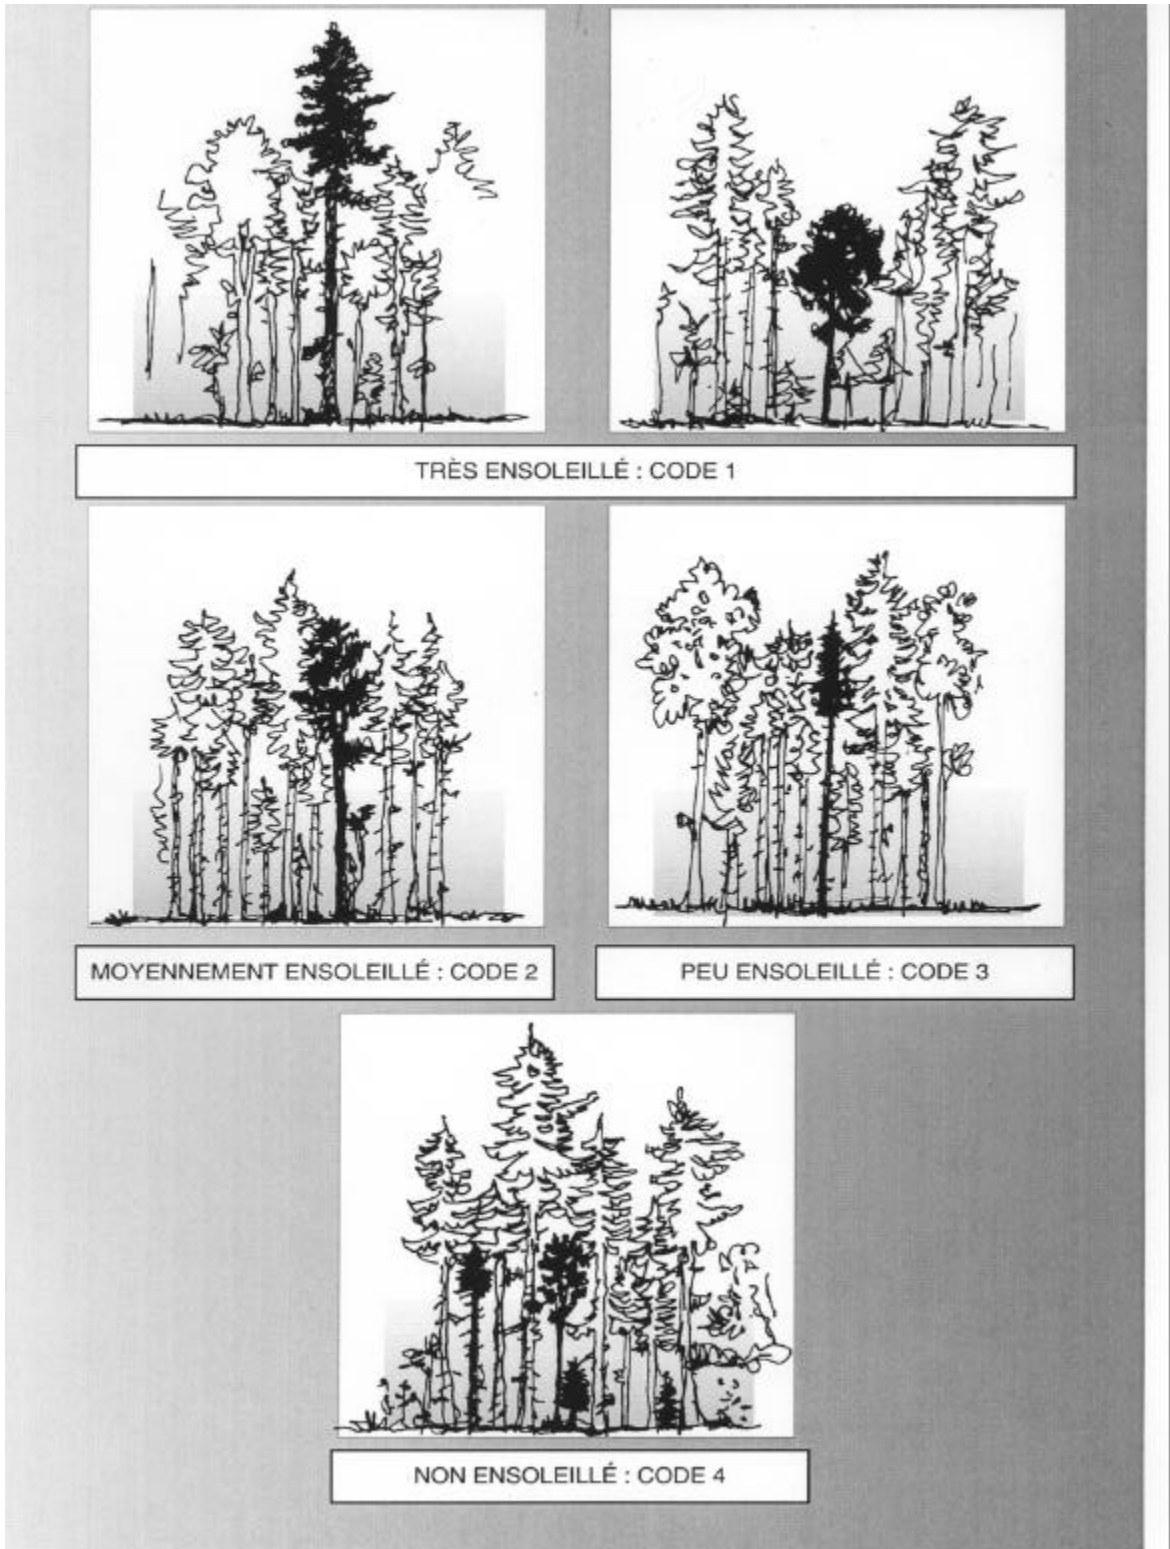 TRÈS ENSOLEILLÉ : CODE 1
MOYENNEMENT ENSOLEILLÉ : CODE 2
PEU ENSOLEILLÉ : CODE 3
NON ENSOLEILLÉ : CODE 4